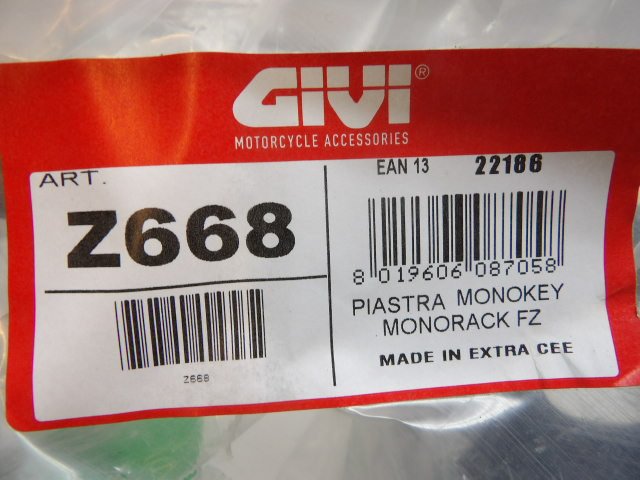 GIVI®
MOTORCYCLE ACCESSORIES
ART.
Z668
Z668
EAN 13 22186
8 019606 087058
PIASTRA MONOKEY
MONORACK FZ
MADE IN EXTRA CEE